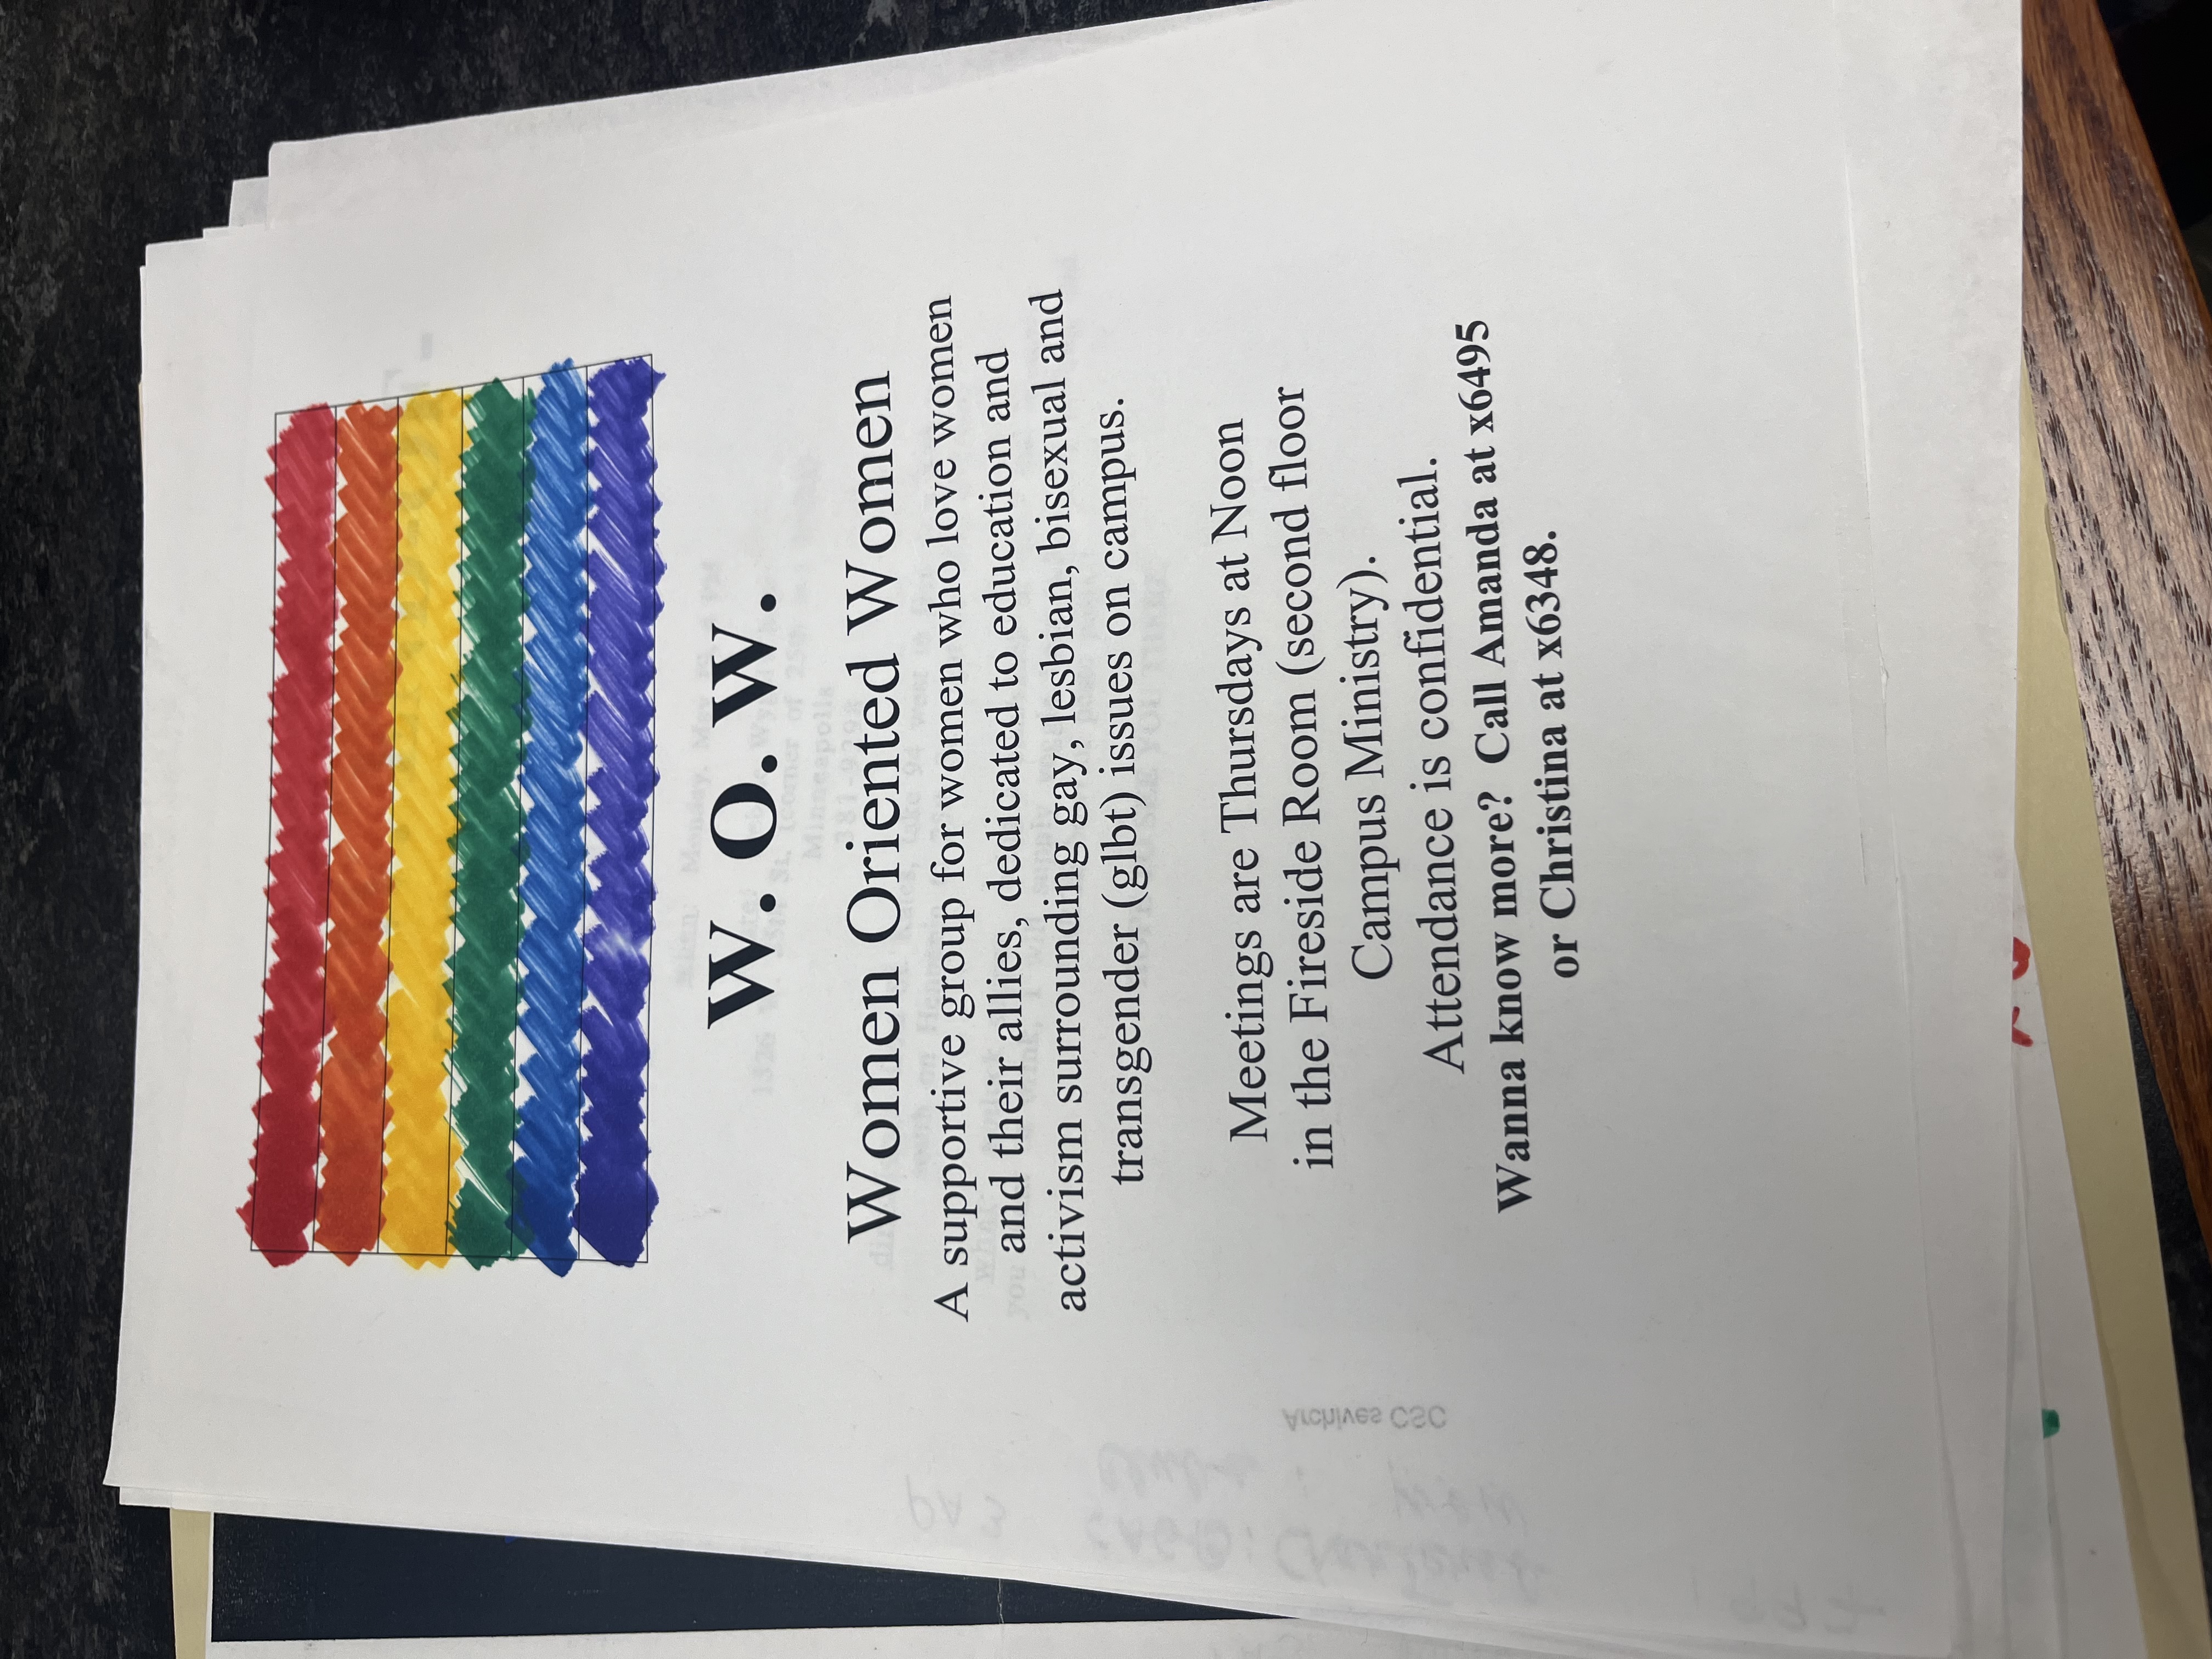 W. O. W.
Women Oriented Women
A supportive group for women who love women
and their allies, dedicated to education and
activism surrounding gay, lesbian, bisexual and
transgender (glbt) issues on campus.
Meetings are Thursdays at Noon
in the Fireside Room (second floor
Campus Ministry).
Attendance is confidential.
Wanna know more? Call Amanda at x6495
or Christina at x6348.
Archives CSC